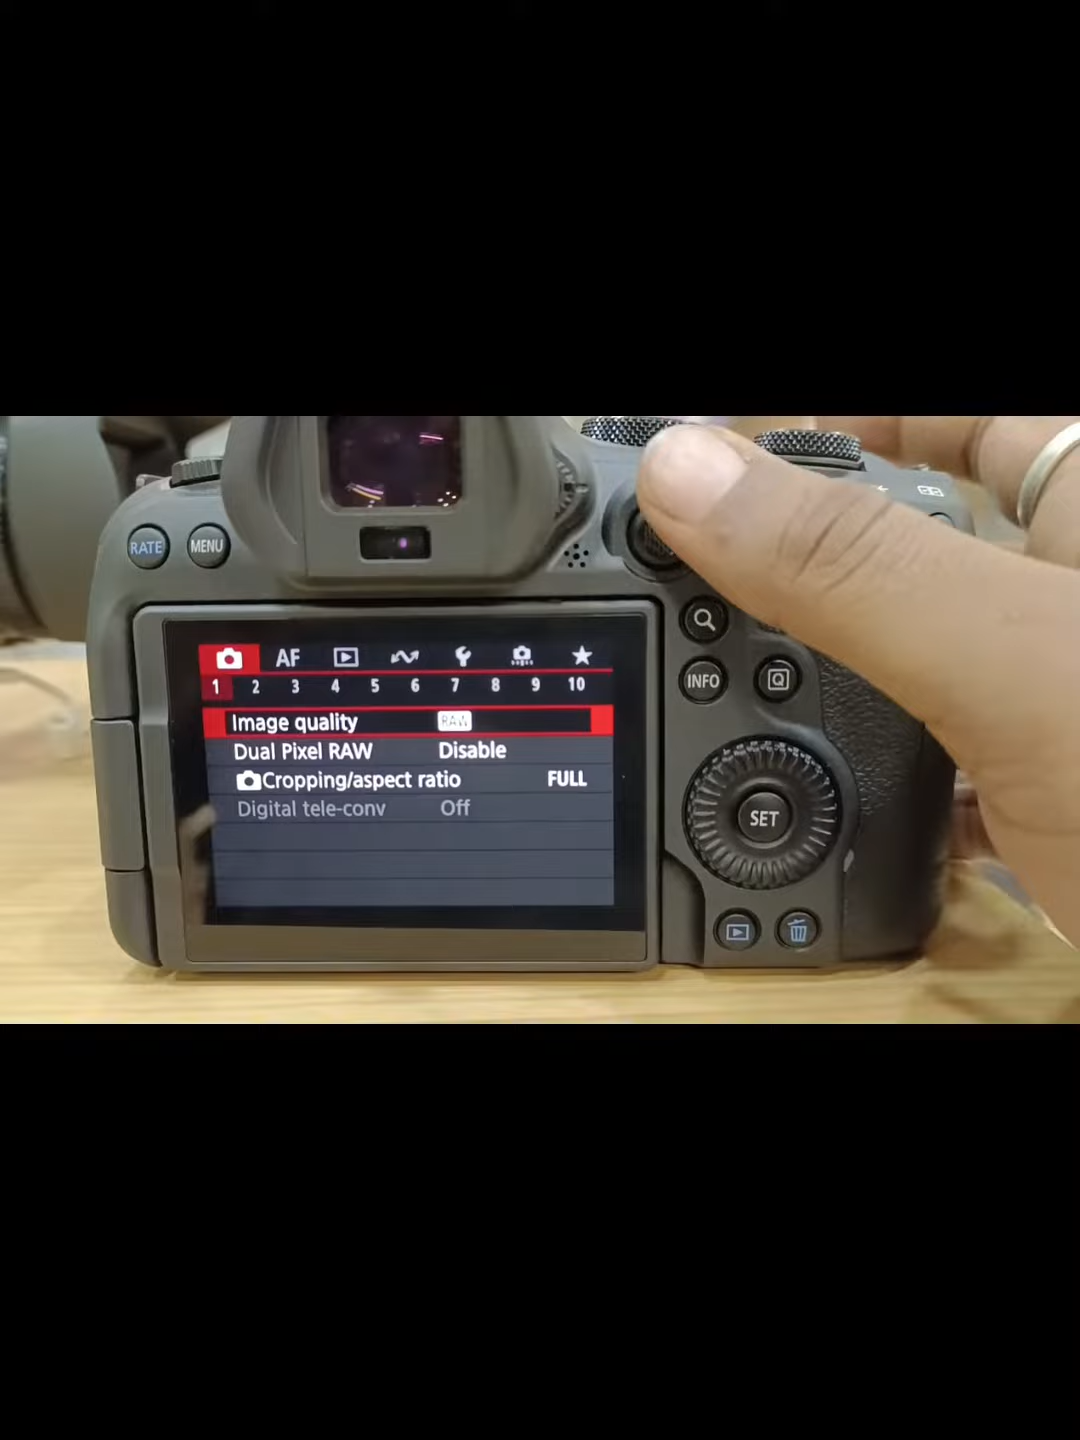 RATE MENU
AF
1 2 3 4 5 6 7 8 9 10
Image quality RAW
Dual Pixel RAW Disable
Cropping/aspect ratio FULL
Digital tele-conv Off
INFO Q
SET